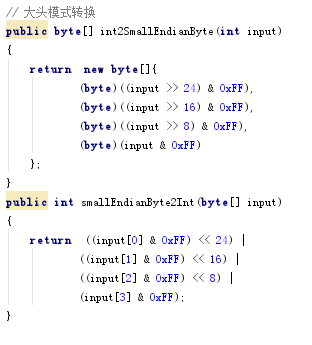 // 大头模式转换
public byte[] int2SmallEndianByte(int input)
{
    return  new byte[]{
            (byte)((input >> 24) & 0xFF),
            (byte)((input >> 16) & 0xFF),
            (byte)((input >> 8) & 0xFF),
            (byte)(input & 0xFF)
    };
}
public int smallEndianByte2Int(byte[] input)
{
    return  ((input[0] & 0xFF) << 24) |
            ((input[1] & 0xFF) << 16) |
            ((input[2] & 0xFF) << 8) |
            (input[3] & 0xFF);
}